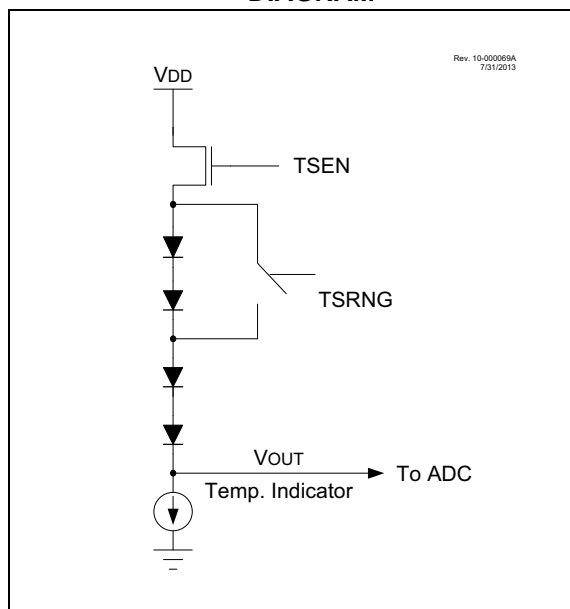 DIAGRAM
Rev. 10-000069A
7/31/2013
VDD
TSEN
TSRNG
VOUT
To ADC
Temp. Indicator